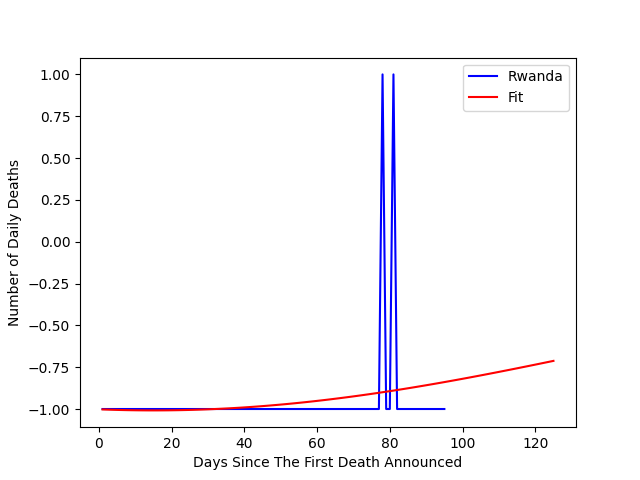 Rwanda
Fit
1.00
0.75
0.50
0.25
0.00
−0.25
−0.50
−0.75
−1.00
Number of Daily Deaths
0 20 40 60 80 100 120
Days Since The First Death Announced